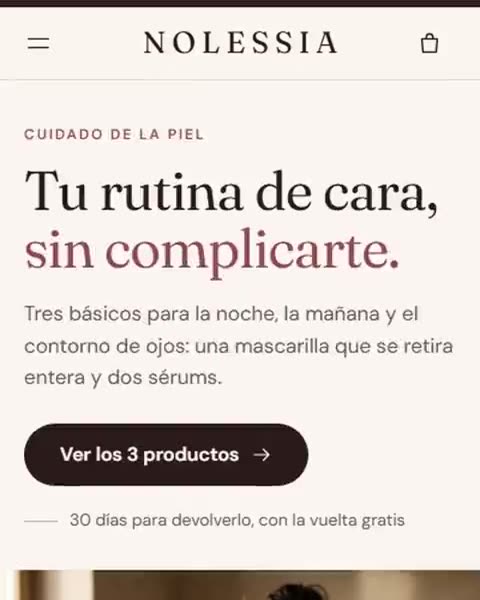 NOLESSIA
CUIDADO DE LA PIEL
Tu rutina de cara,
sin complicarte.
Tres básicos para la noche, la mañana y el
contorno de ojos: una mascarilla que se retira
entera y dos sérums.
Ver los 3 productos →
30 días para devolverlo, con la vuelta gratis